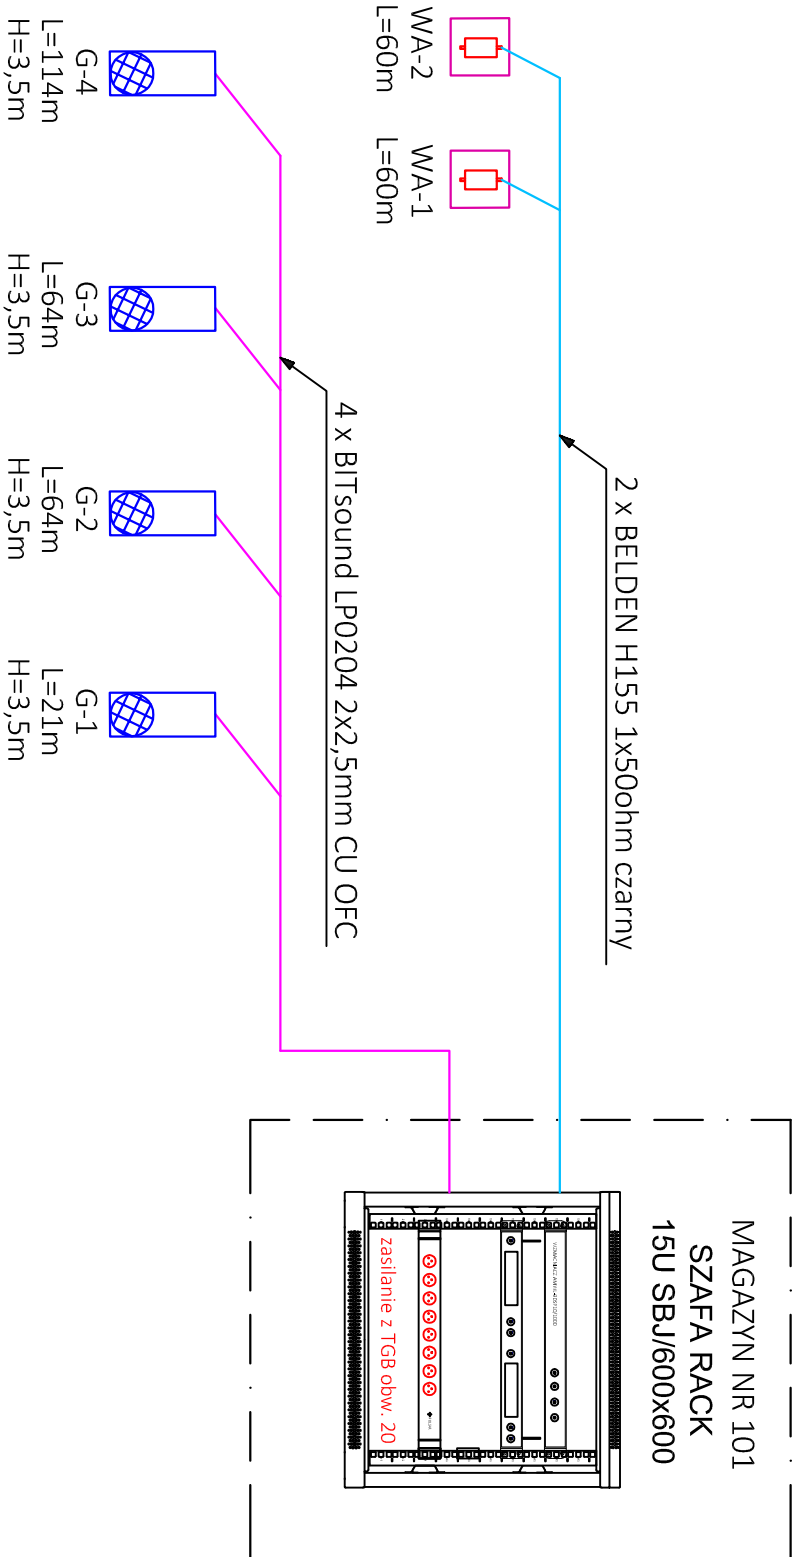 MAGAZYN NR 101
SZAFA RACK
15U SBJ/600x600
zasilanie z TGB obw. 20
2 x BELDEN H155 1x50ohm czarny
4 x BITsound LP0204 2x2,5mm CU OFC
WA-2
L=60m
WA-1
L=60m
G-4
L=114m
H=3,5m
G-3
L=64m
H=3,5m
G-2
L=64m
H=3,5m
G-1
L=21m
H=3,5m